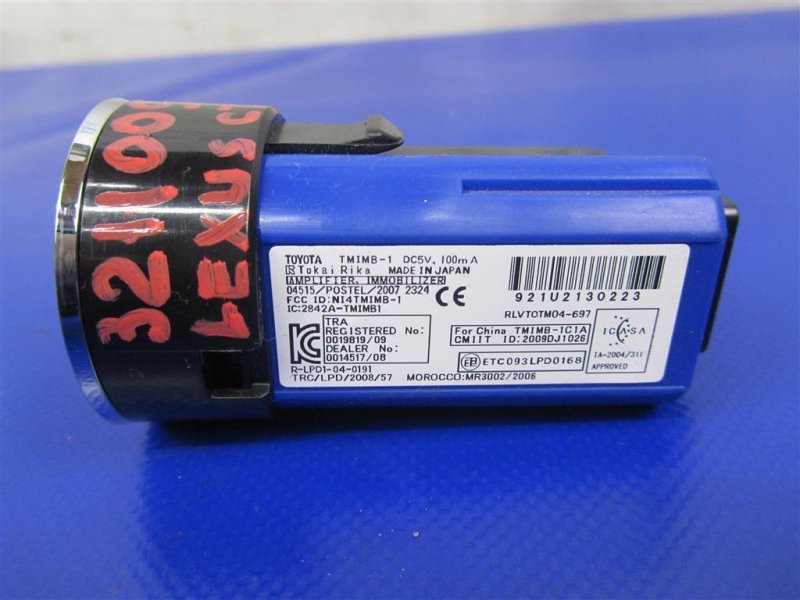 321100
LEXUS C
TOYOTA TMIMB-1 DC5V, 100mA
Tokai Rika MADE IN JAPAN
AMPLIFIER, IMMOBILIZER
04515/POSTEL/2007 2324
FCC ID:NI4TMIMB-1
IC:2842A-TMIMB1
CE
TRA
REGISTERED No:
0019819/09
DEALER No:
0014517/08
R-LPD1-04-0191
TRC/LPD/2008/57 MOROCCO:MR3002/2006
921U2130223
RLVTOTM04-697
For China TMIMB-1C1A
CMIIT ID:2009DJ1026
ETC093LPD0168
ICASA
TA-2004/311
APPROVED